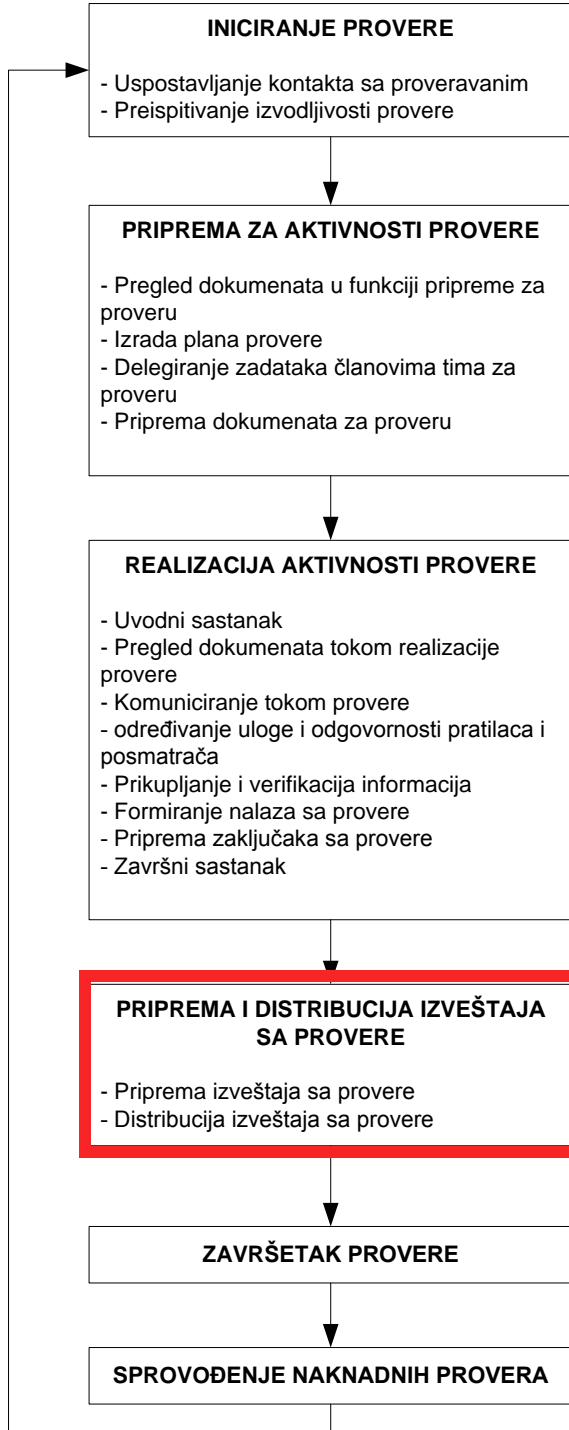 INICIRANJE PROVERE
- Uspostavljanje kontakta sa proveravanim
- Preispitivanje izvodljivosti provere
PRIPREMA ZA AKTIVNOSTI PROVERE
- Pregled dokumenata u funkciji pripreme za
proveru
- Izrada plana provere
- Delegiranje zadataka članovima tima za
proveru
- Priprema dokumenata za proveru
REALIZACIJA AKTIVNOSTI PROVERE
- Uvodni sastanak
- Pregled dokumenata tokom realizacije
provere
- Komuniciranje tokom provere
- određivanje uloge i odgovornosti pratilaca i
posmatrača
- Prikupljanje i verifikacija informacija
- Formiranje nalaza sa provere
- Priprema zaključaka sa provere
- Završni sastanak
PRIPREMA I DISTRIBUCIJA IZVEŠTAJA
SA PROVERE
- Priprema izveštaja sa provere
- Distribucija izveštaja sa provere
ZAVRŠETAK PROVERE
SPROVOĐENJE NAKNADNIH PROVERA